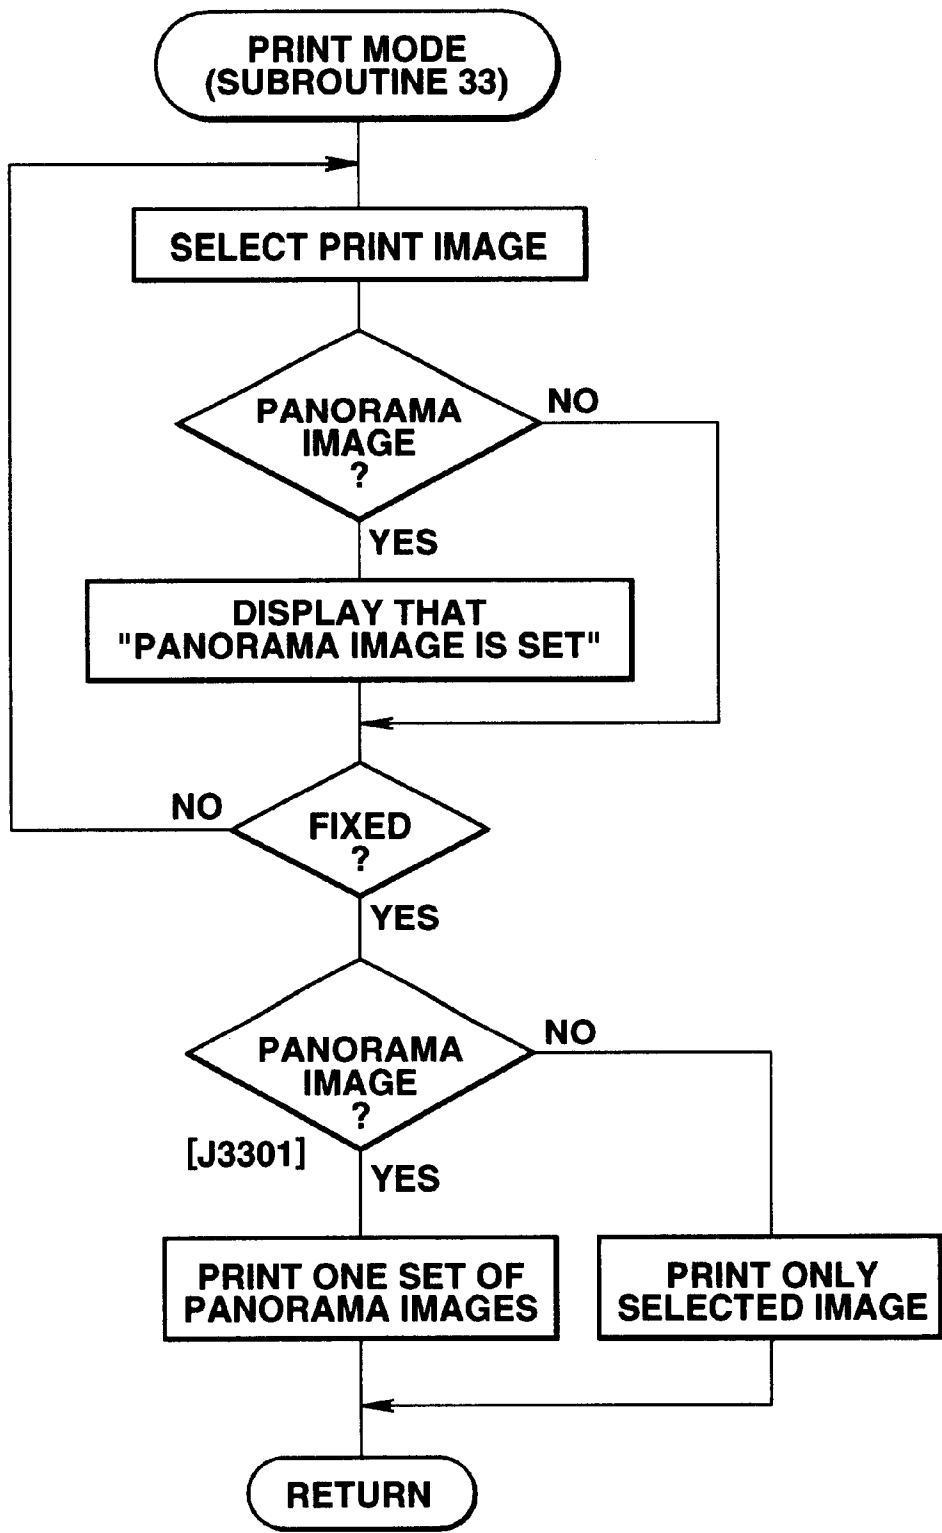 PRINT MODE
(SUBROUTINE 33)
SELECT PRINT IMAGE
PANORAMA
IMAGE
?
NO
YES
DISPLAY THAT
"PANORAMA IMAGE IS SET"
NO
FIXED
?
YES
PANORAMA
IMAGE
?
NO
[J3301]
YES
PRINT ONE SET OF
PANORAMA IMAGES
PRINT ONLY
SELECTED IMAGE
RETURN